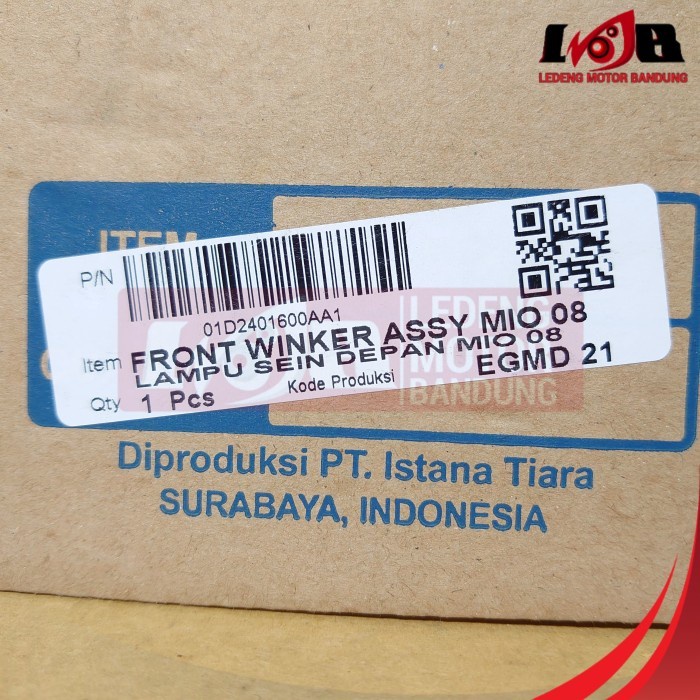 LEDENG MOTOR BANDUNG
ITEM
P/N
01D2401600AA1
Item FRONT WINKER ASSY MIO 08
LAMPU SEIN DEPAN MIO 08
Qty 1 Pcs Kode Produksi EGMD 21
LEDENG
MOTOR
BANDUNG
Diproduksi PT. Istana Tiara
SURABAYA, INDONESIA